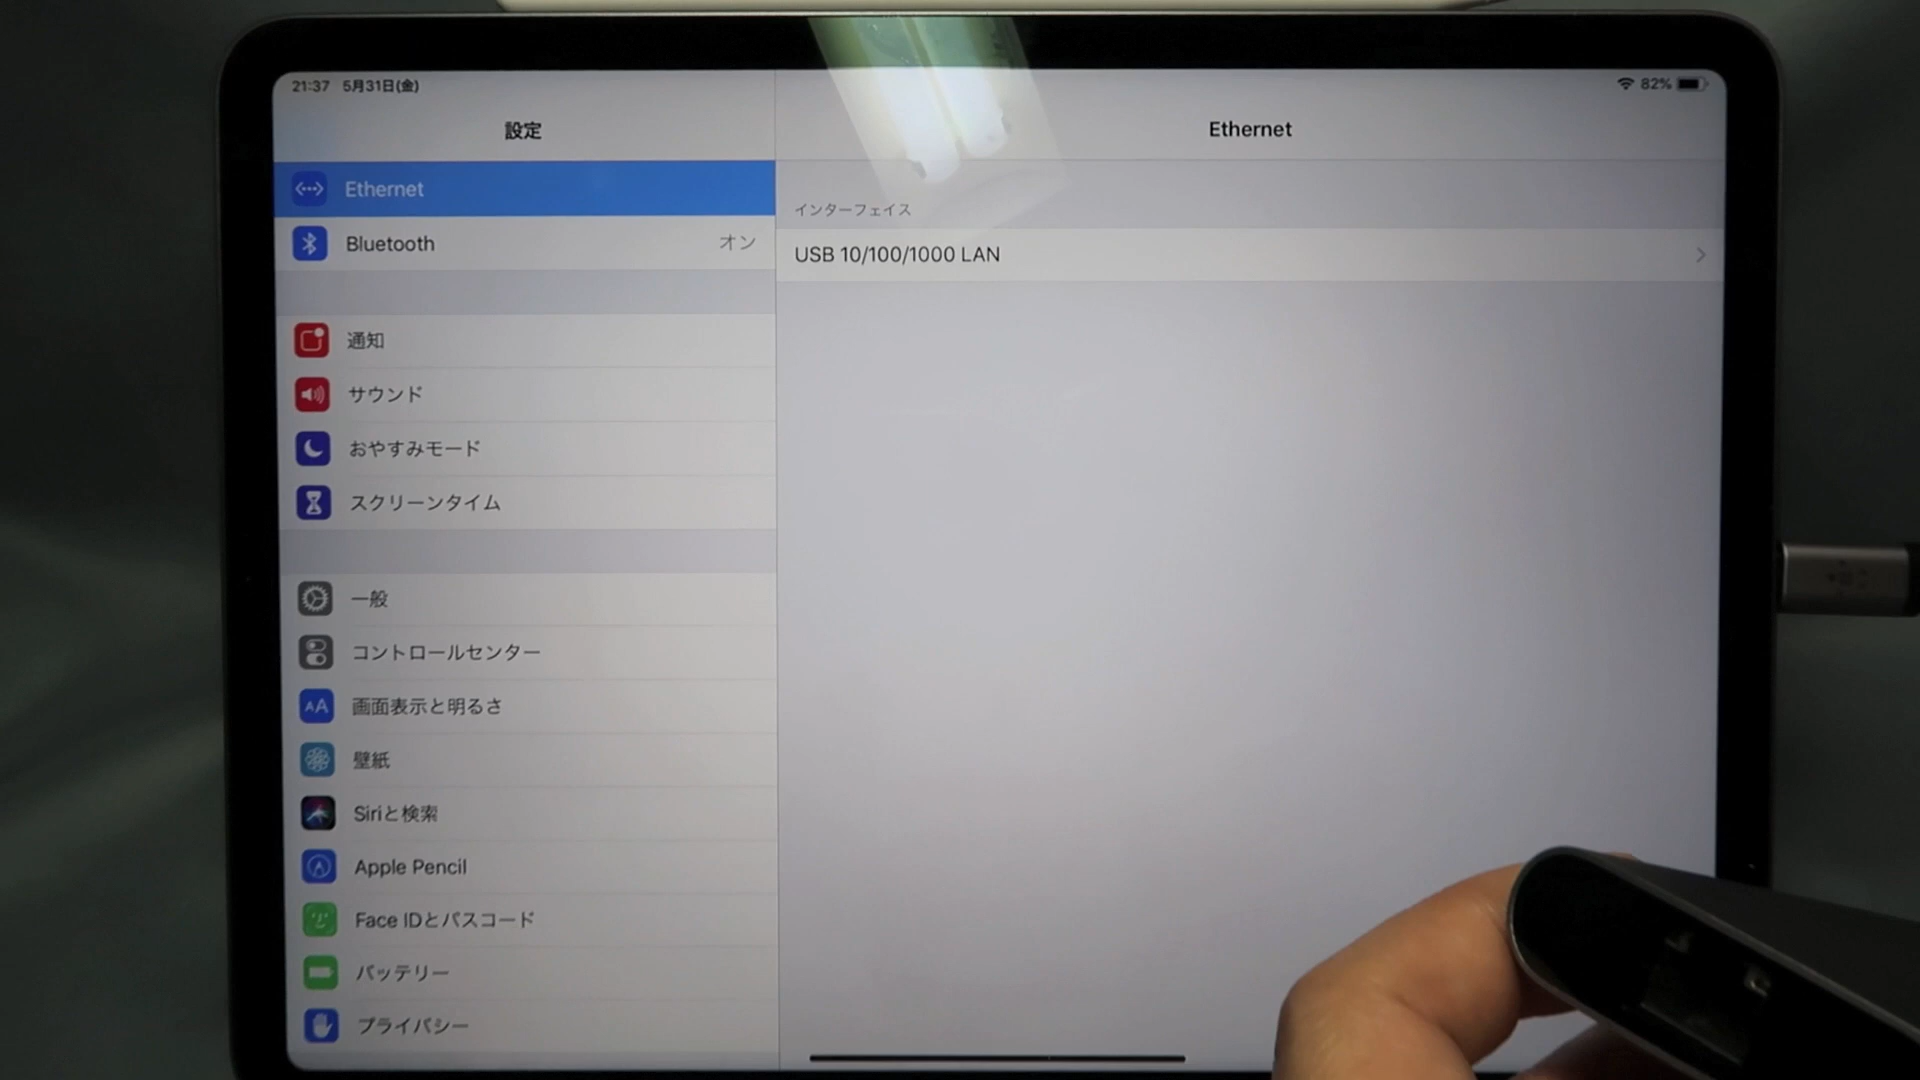 21:37 5月31日(金)
82%
設定
Ethernet
Ethernet
Bluetooth オン
通知
サウンド
おやすみモード
スクリーンタイム
一般
コントロールセンター
AA 画面表示と明るさ
壁紙
Siriと検索
Apple Pencil
Face IDとパスコード
バッテリー
プライバシー
インターフェイス
USB 10/100/1000 LAN